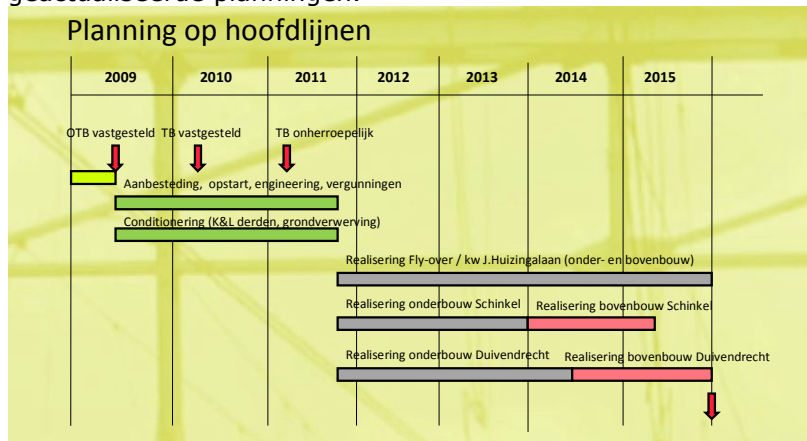 geactualiseerde planningen.
Planning op hoofdlijnen
2009 2010 2011 2012 2013 2014 2015
OTB vastgesteld TB vastgesteld TB onherroepelijk
Aanbesteding, opstart, engineering, vergunningen
Conditionering (K&L derden, grondverwerving)
Realisering Fly-over / kw J.Huizingalaan (onder- en bovenbouw)
Realisering onderbouw Schinkel Realisering bovenbouw Schinkel
Realisering onderbouw Duivendrecht Realisering bovenbouw Duivendrecht